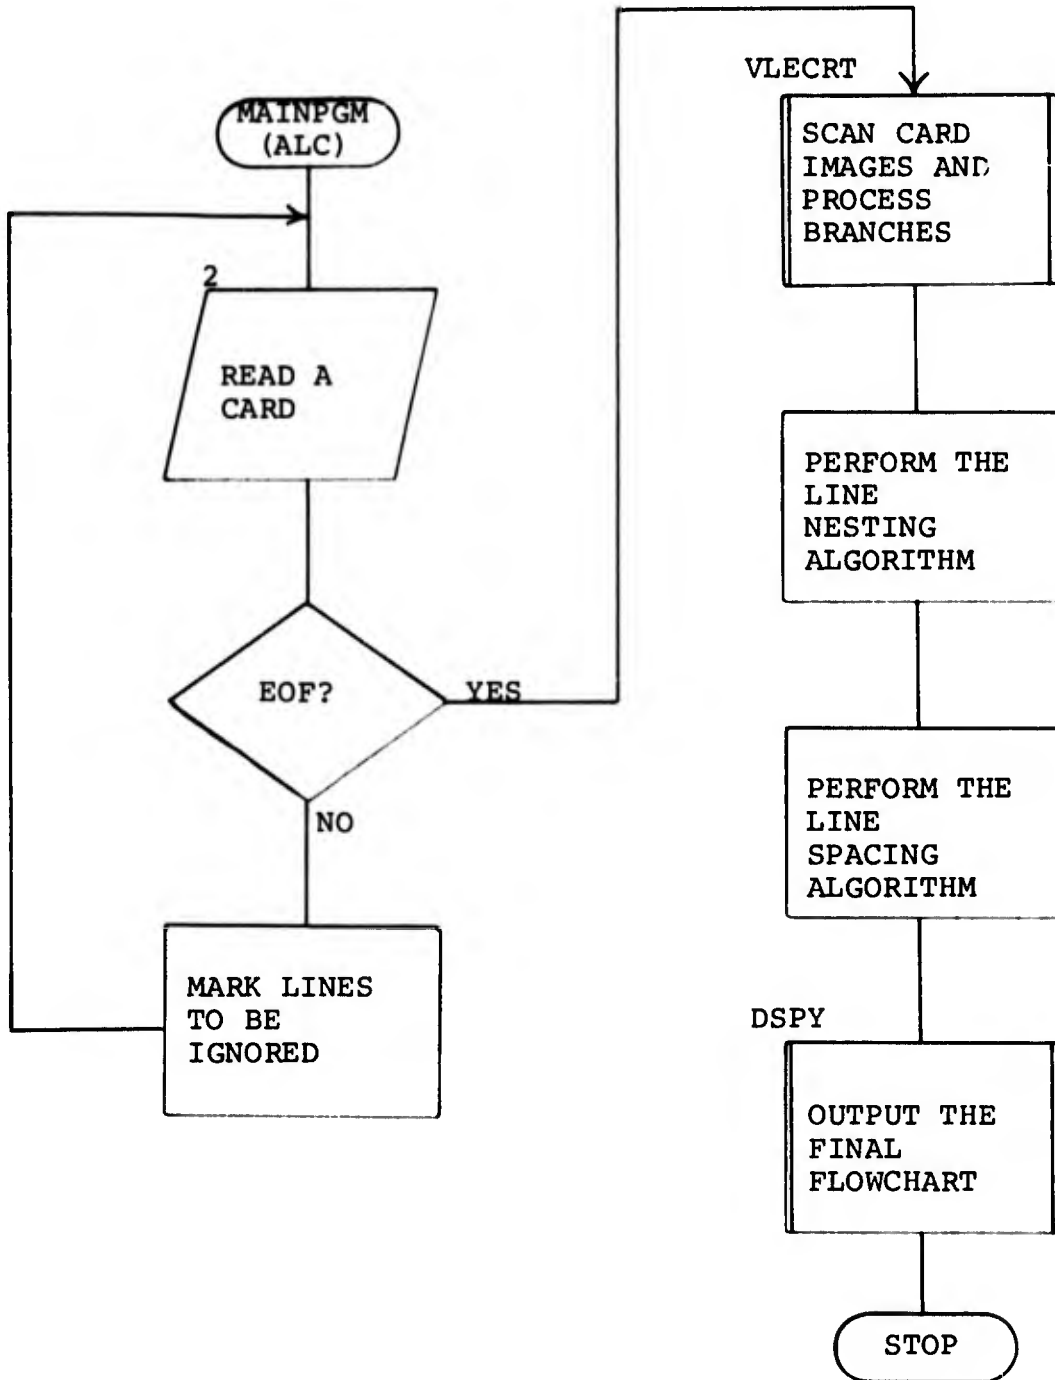 MAINPGM
(ALC)
2
READ A
CARD
EOF?
YES
NO
MARK LINES
TO BE
IGNORED
VLECRT
SCAN CARD
IMAGES AND
PROCESS
BRANCHES
PERFORM THE
LINE
NESTING
ALGORITHM
PERFORM THE
LINE
SPACING
ALGORITHM
DSPY
OUTPUT THE
FINAL
FLOWCHART
STOP